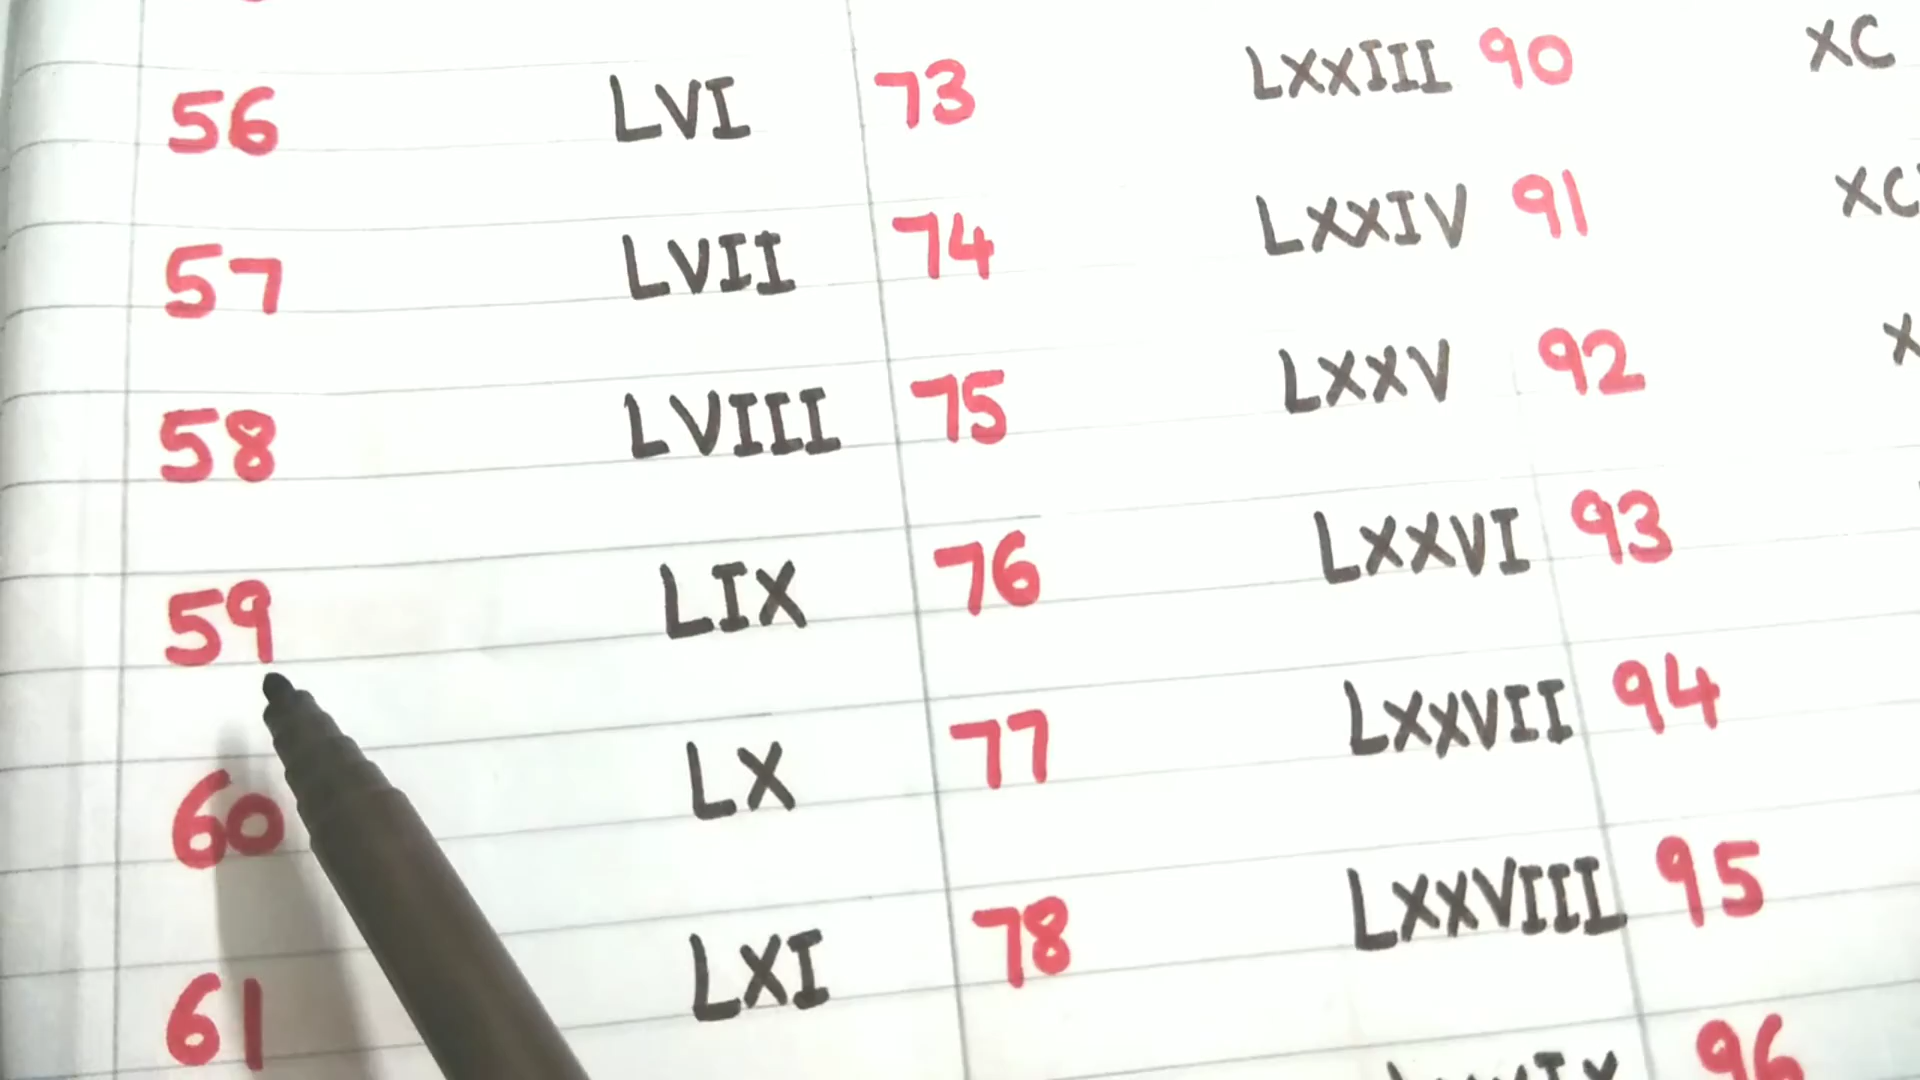 56 LVI 73 LXXIII 90 XC
57 LVII 74 LXXIV 91
58 LVIII 75 LXXV 92
59 LIX 76 LXXVI 93
60 LX 77 LXXVII 94
61 LXI 78 LXXVIII 95
96